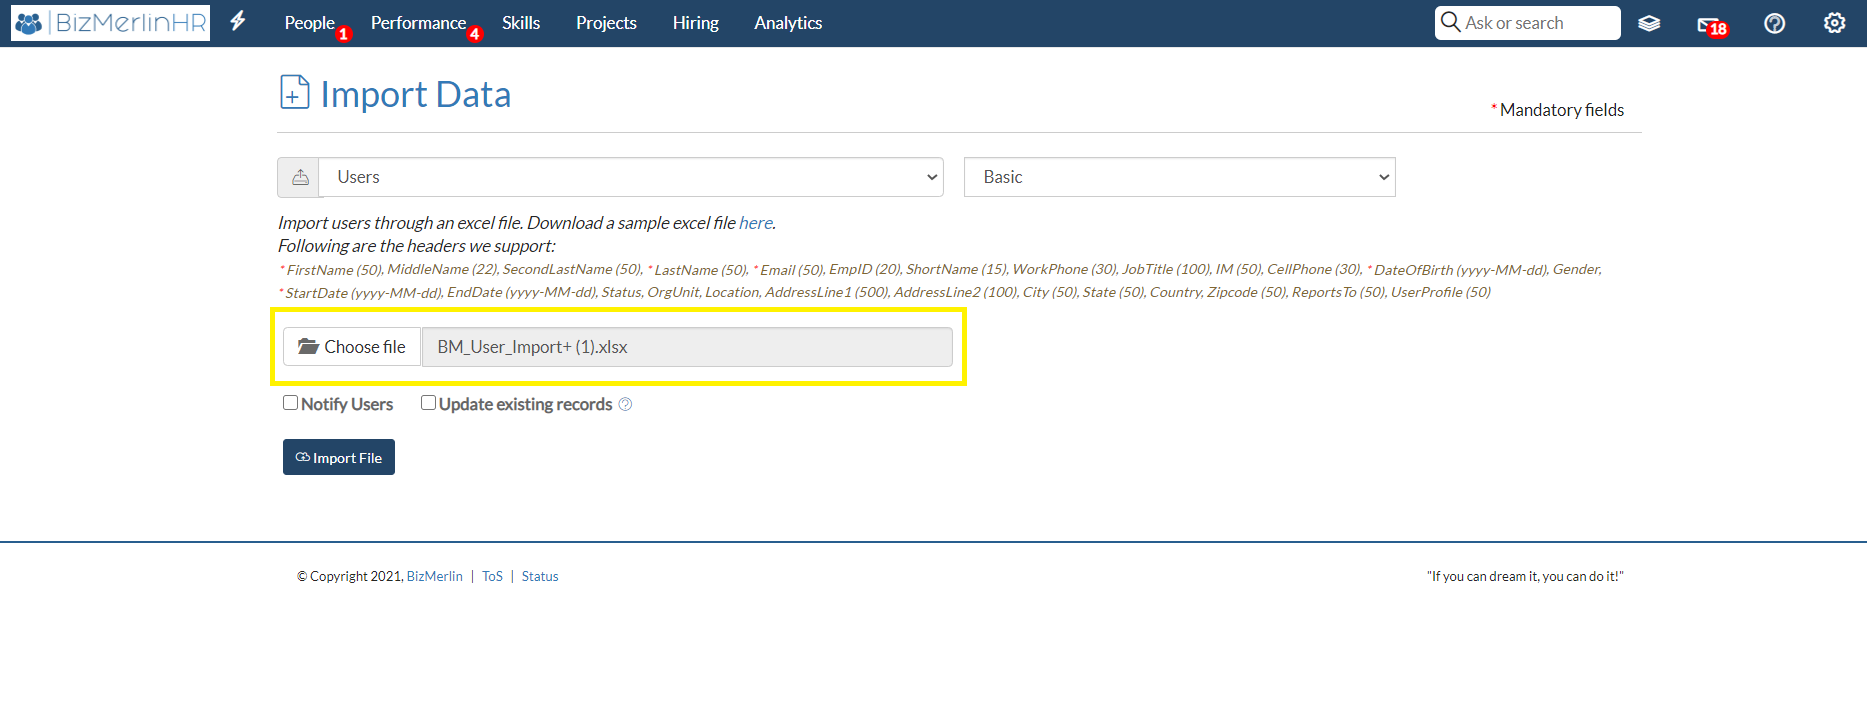 BizMerlinHR People 1 Performance 4 Skills Projects Hiring Analytics Ask or search 18
Import Data
* Mandatory fields
Users Basic
Import users through an excel file. Download a sample excel file here.
Following are the headers we support:
* FirstName (50), MiddleName (22), SecondLastName (50), * LastName (50), * Email (50), EmpID (20), ShortName (15), WorkPhone (30), JobTitle (100), IM (50), CellPhone (30), * DateOfBirth (yyyy-MM-dd), Gender,
* StartDate (yyyy-MM-dd), EndDate (yyyy-MM-dd), Status, OrgUnit, Location, AddressLine1 (500), AddressLine2 (100), City (50), State (50), Country, Zipcode (50), ReportsTo (50), UserProfile (50)
Choose file BM_User_Import+ (1).xlsx
Notify Users Update existing records
Import File
© Copyright 2021, BizMerlin | ToS | Status "If you can dream it, you can do it!"